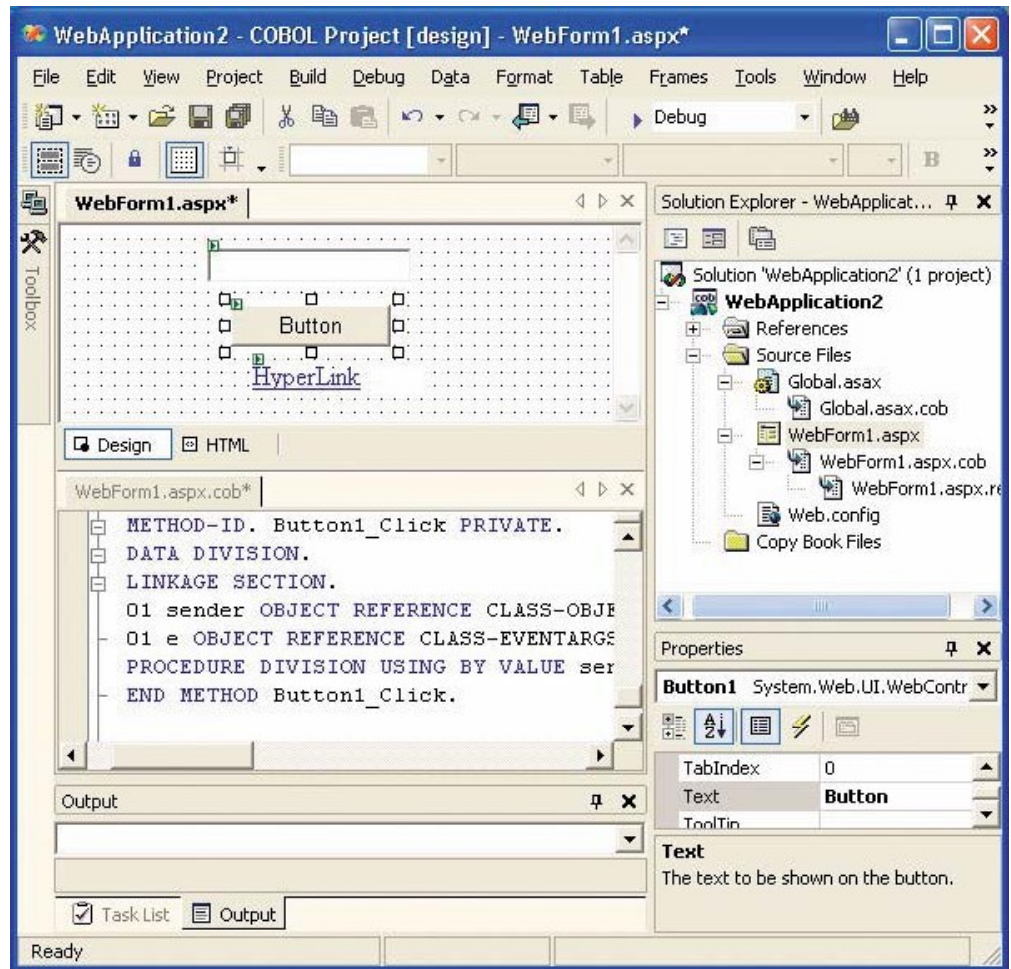 WebApplication2 - COBOL Project [design] - WebForm1.aspx*
File Edit View Project Build Debug Data Format Table Frames Tools Window Help
Debug
B
Toolbox
WebForm1.aspx*
Button
HyperLink
Design HTML
WebForm1.aspx.cob*
METHOD-ID. Button1_Click PRIVATE.
DATA DIVISION.
LINKAGE SECTION.
01 sender OBJECT REFERENCE CLASS-OBJE
01 e OBJECT REFERENCE CLASS-EVENTARGS
PROCEDURE DIVISION USING BY VALUE ser
END METHOD Button1_Click.
Output
Task List Output
Ready
Solution Explorer - WebApplicat...
Solution 'WebApplication2' (1 project)
WebApplication2
References
Source Files
Global.asax
Global.asax.cob
WebForm1.aspx
WebForm1.aspx.cob
WebForm1.aspx.re
Web.config
Copy Book Files
Properties
Button1 System.Web.UI.WebContr
TabIndex 0
Text Button
ToolTip
Text
The text to be shown on the button.